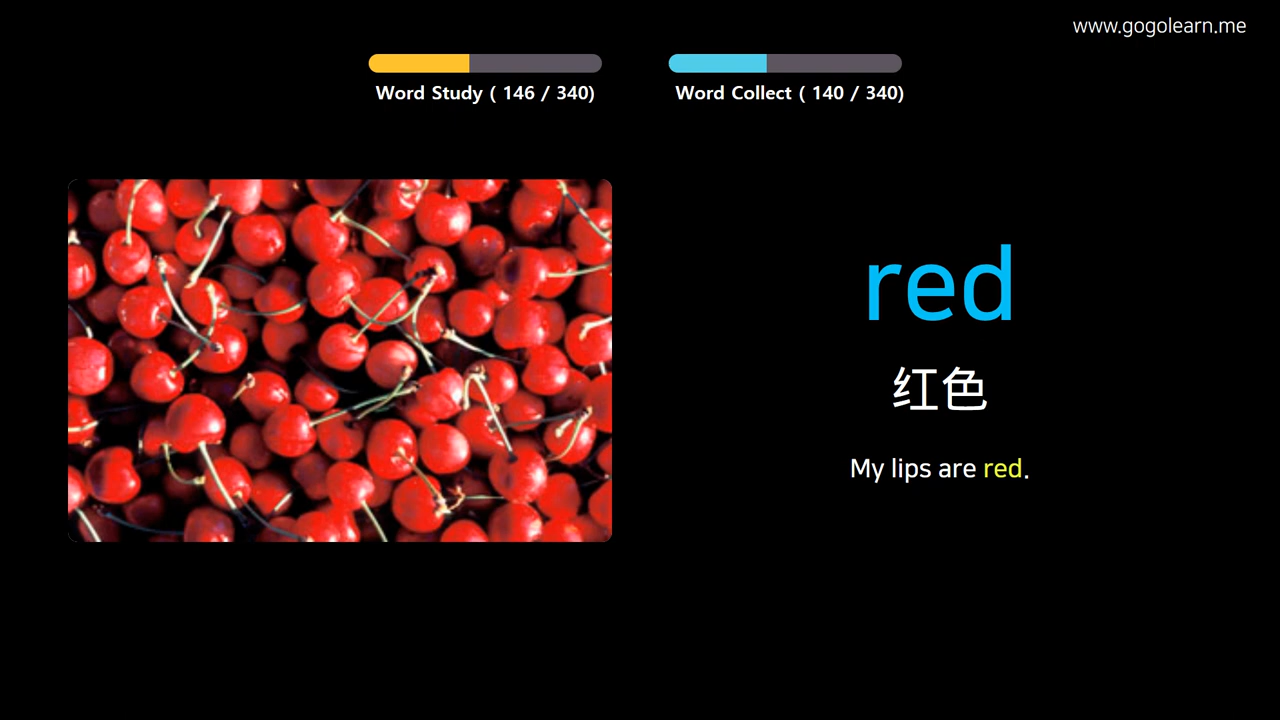 www.gogolearn.me
Word Study ( 146 / 340)
Word Collect ( 140 / 340)
red
红色
My lips are red.